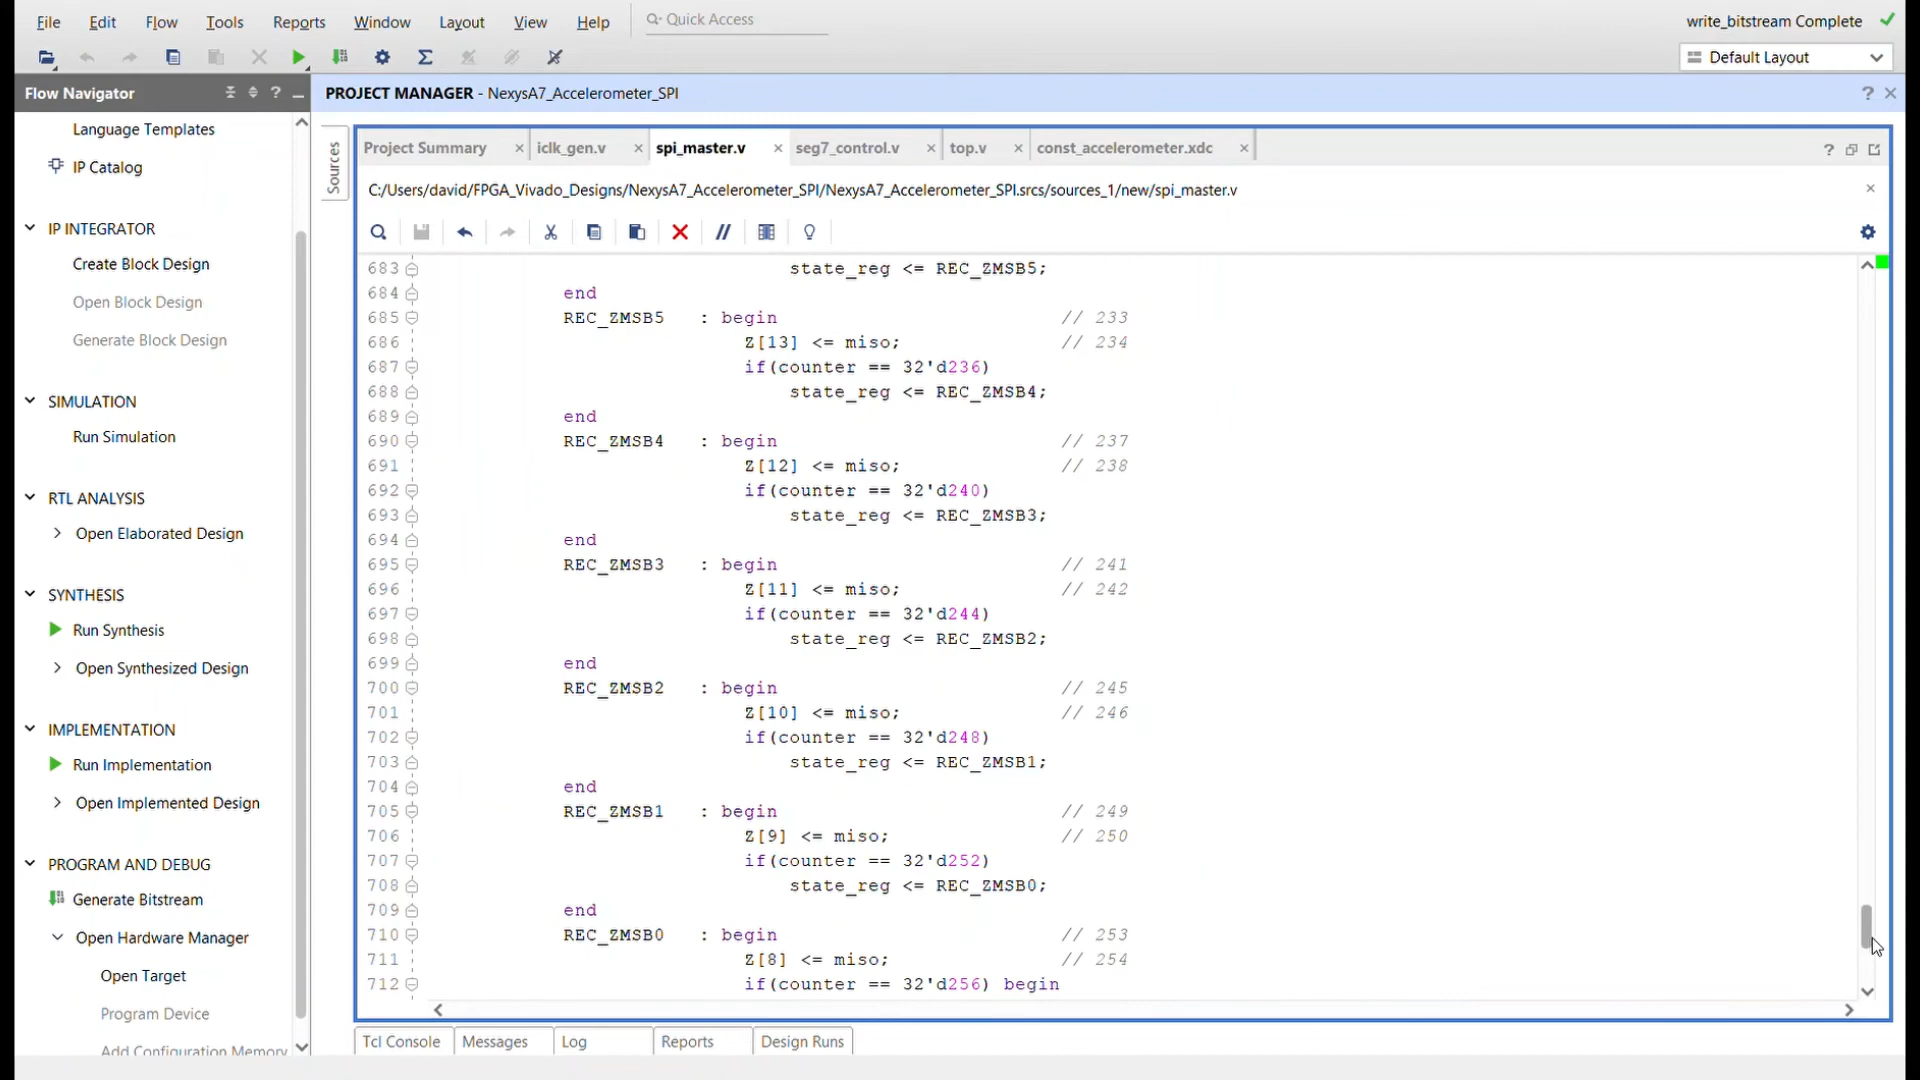 File Edit Flow Tools Reports Window Layout View Help Quick Access write_bitstream Complete
Default Layout
Flow Navigator
PROJECT MANAGER - NexysA7_Accelerometer_SPI
Language Templates
IP Catalog
IP INTEGRATOR
Create Block Design
Open Block Design
Generate Block Design
SIMULATION
Run Simulation
RTL ANALYSIS
Open Elaborated Design
SYNTHESIS
Run Synthesis
Open Synthesized Design
IMPLEMENTATION
Run Implementation
Open Implemented Design
PROGRAM AND DEBUG
Generate Bitstream
Open Hardware Manager
Open Target
Program Device
Add Configuration Memory
Sources
Project Summary iclk_gen.v spi_master.v seg7_control.v top.v const_accelerometer.xdc
C:/Users/david/FPGA_Vivado_Designs/NexysA7_Accelerometer_SPI/NexysA7_Accelerometer_SPI.srcs/sources_1/new/spi_master.v
683 state_reg <= REC_ZMSB5;
684 end
685 REC_ZMSB5 : begin // 233
686 Z[13] <= miso; // 234
687 if(counter == 32'd236)
688 state_reg <= REC_ZMSB4;
689 end
690 REC_ZMSB4 : begin // 237
691 Z[12] <= miso; // 238
692 if(counter == 32'd240)
693 state_reg <= REC_ZMSB3;
694 end
695 REC_ZMSB3 : begin // 241
696 Z[11] <= miso; // 242
697 if(counter == 32'd244)
698 state_reg <= REC_ZMSB2;
699 end
700 REC_ZMSB2 : begin // 245
701 Z[10] <= miso; // 246
702 if(counter == 32'd248)
703 state_reg <= REC_ZMSB1;
704 end
705 REC_ZMSB1 : begin // 249
706 Z[9] <= miso; // 250
707 if(counter == 32'd252)
708 state_reg <= REC_ZMSB0;
709 end
710 REC_ZMSB0 : begin // 253
711 Z[8] <= miso; // 254
712 if(counter == 32'd256) begin
Tcl Console Messages Log Reports Design Runs